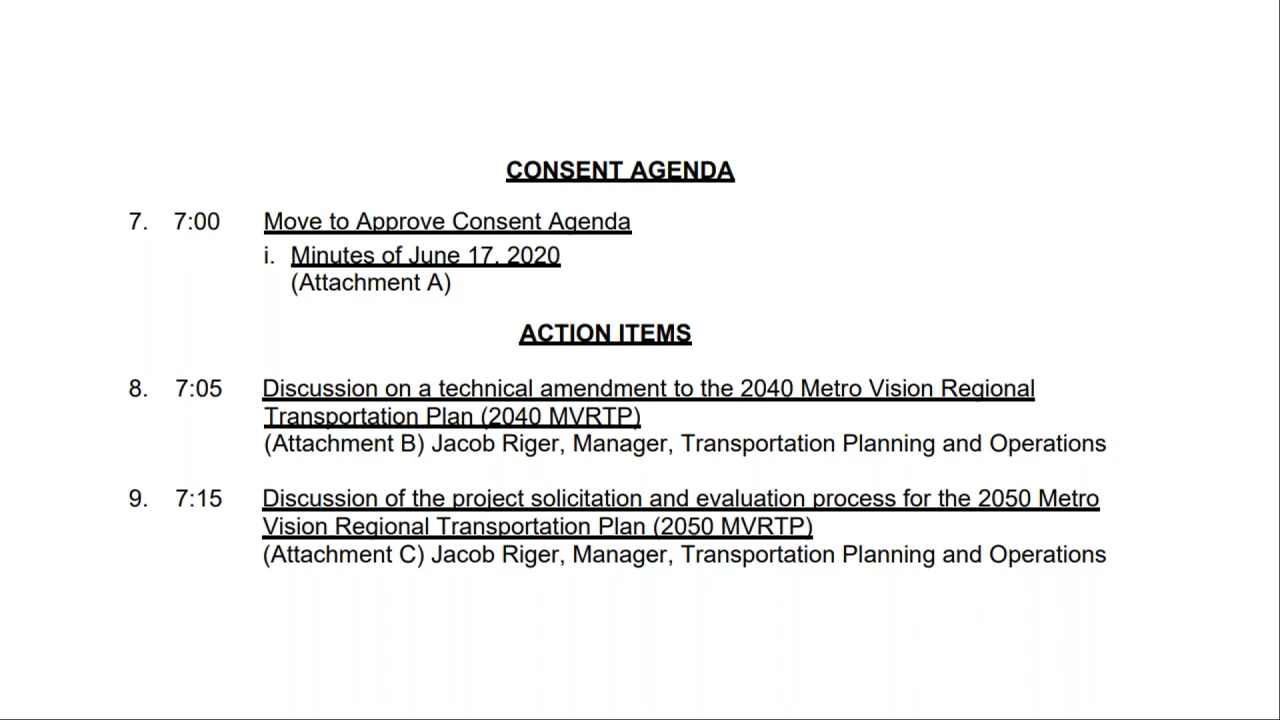 CONSENT AGENDA
7. 7:00 Move to Approve Consent Agenda
i. Minutes of June 17, 2020
(Attachment A)
ACTION ITEMS
8. 7:05 Discussion on a technical amendment to the 2040 Metro Vision Regional
Transportation Plan (2040 MVRTP)
(Attachment B) Jacob Riger, Manager, Transportation Planning and Operations
9. 7:15 Discussion of the project solicitation and evaluation process for the 2050 Metro
Vision Regional Transportation Plan (2050 MVRTP)
(Attachment C) Jacob Riger, Manager, Transportation Planning and Operations